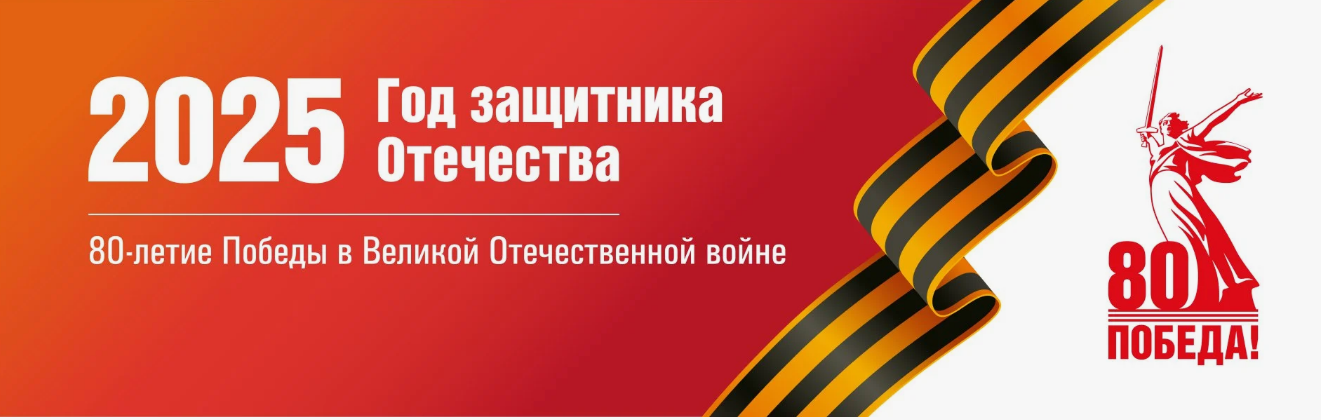 2025
Год защитника
Отечества
80-летие Победы в Великой Отечественной войне
80
ПОБЕДА!